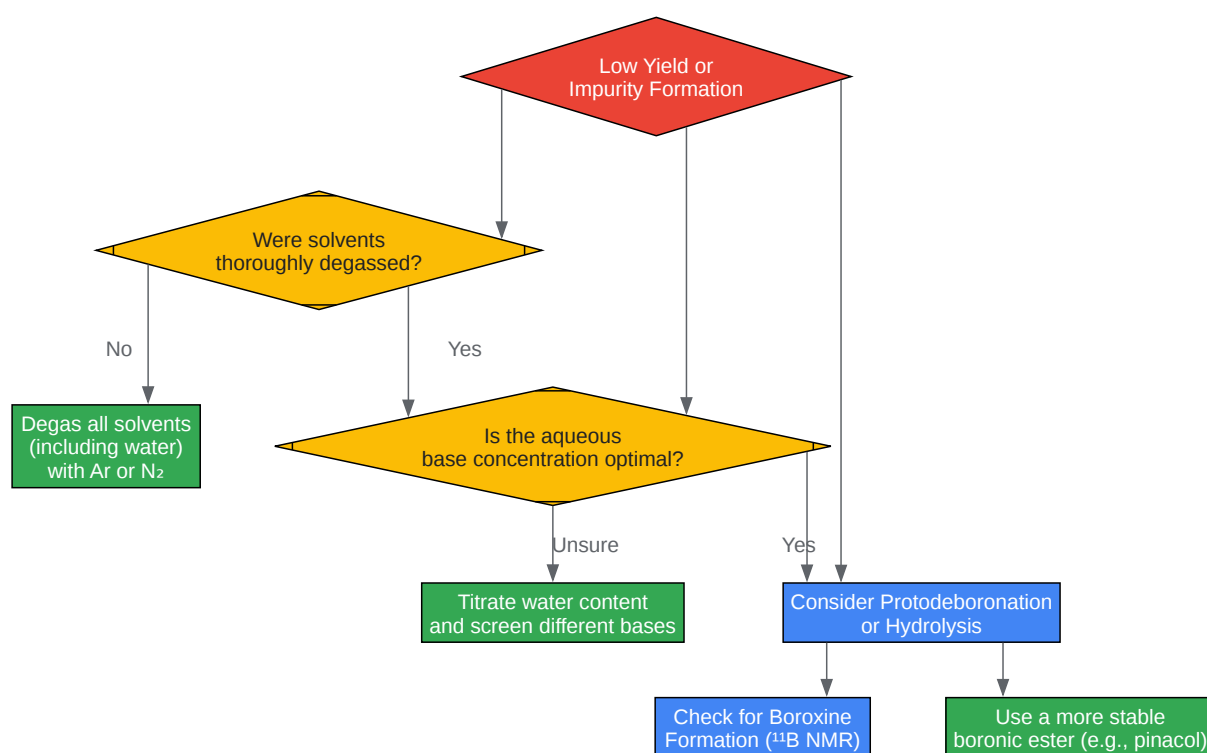 Low Yield or
Impurity Formation
Were solvents
thoroughly degassed?
No
Yes
Degas all solvents
(including water)
with Ar or N₂
Is the aqueous
base concentration optimal?
Unsure
Yes
Titrate water content
and screen different bases
Consider Protodeboronation
or Hydrolysis
Check for Boroxine
Formation (¹¹B NMR)
Use a more stable
boronic ester (e.g., pinacol)